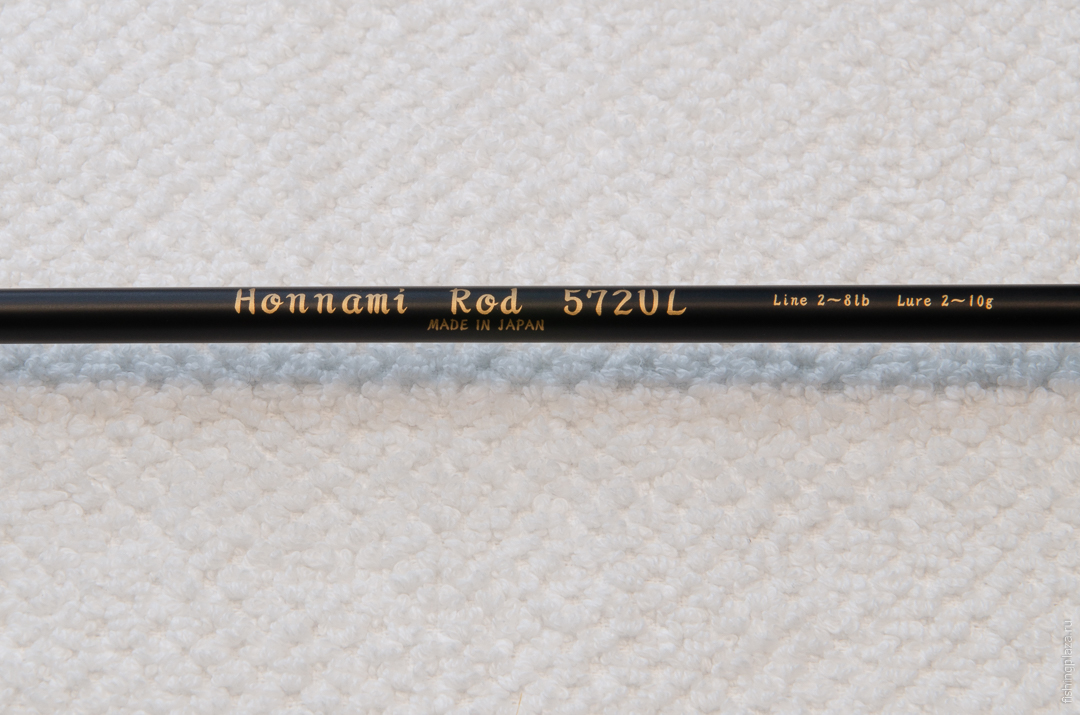 Honnami Rod 572UL Line 2~8lb Lure 2~10g
MADE IN JAPAN
fishingplaza.ru